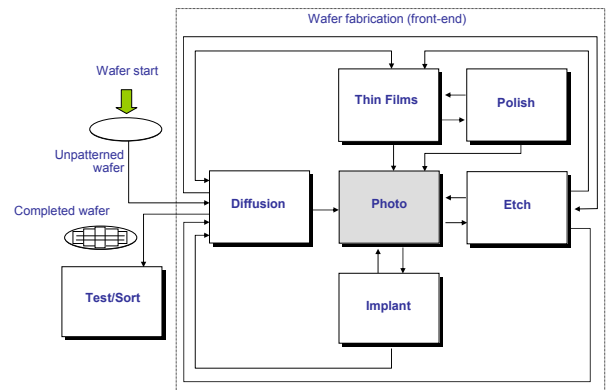 Wafer fabrication (front-end)
Wafer start
Thin Films
Polish
Unpatterned
wafer
Diffusion
Photo
Etch
Completed wafer
Test/Sort
Implant